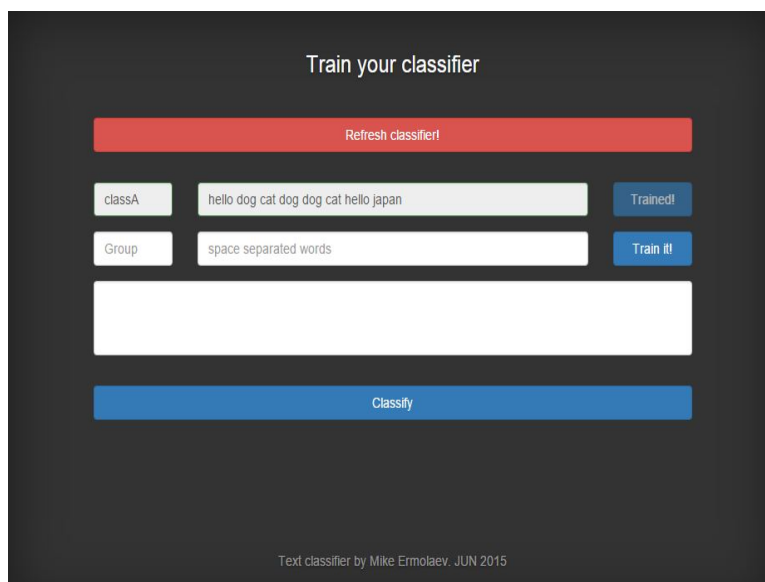 Train your classifier
Refresh classifier!
classA hello dog cat dog dog cat hello japan Trained!
Group space separated words Train it!
Classify
Text classifier by Mike Ermolaev. JUN 2015